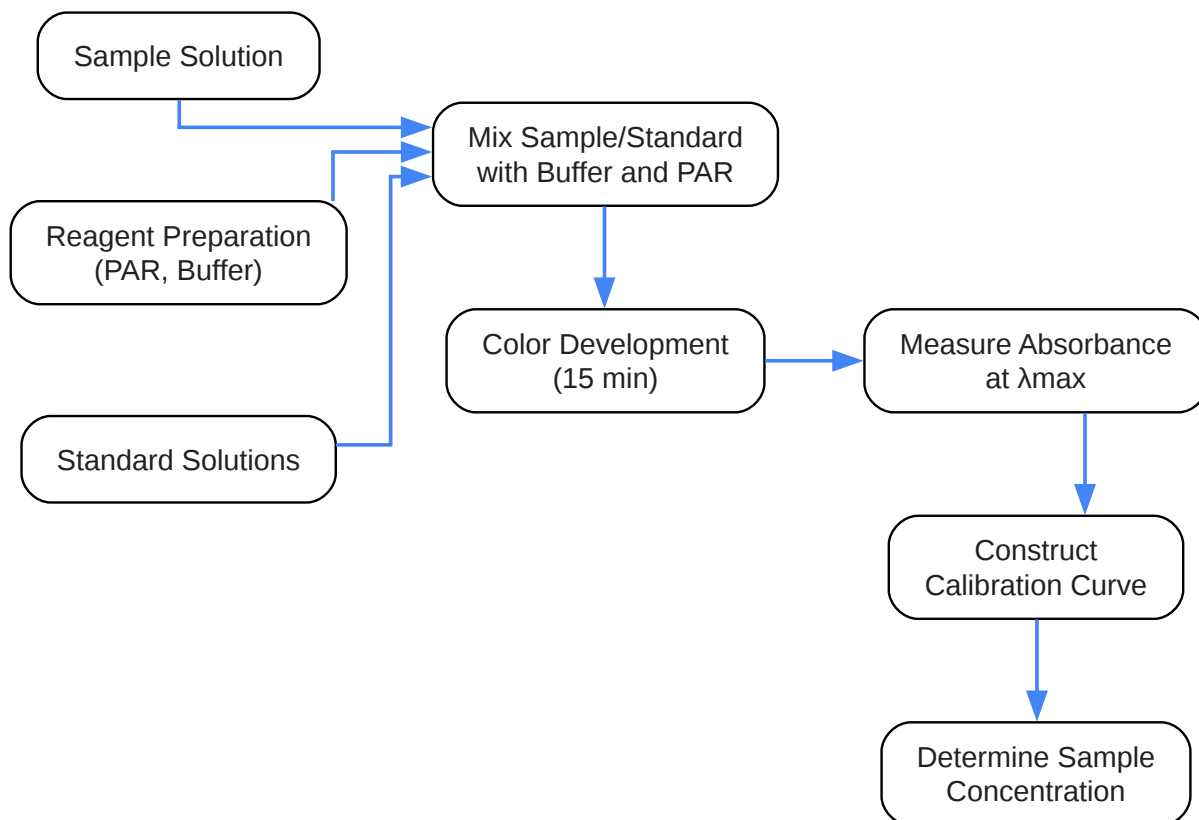 Sample Solution
Mix Sample/Standard
with Buffer and PAR
Reagent Preparation
(PAR, Buffer)
Standard Solutions
Color Development
(15 min)
Measure Absorbance
at λmax
Construct
Calibration Curve
Determine Sample
Concentration